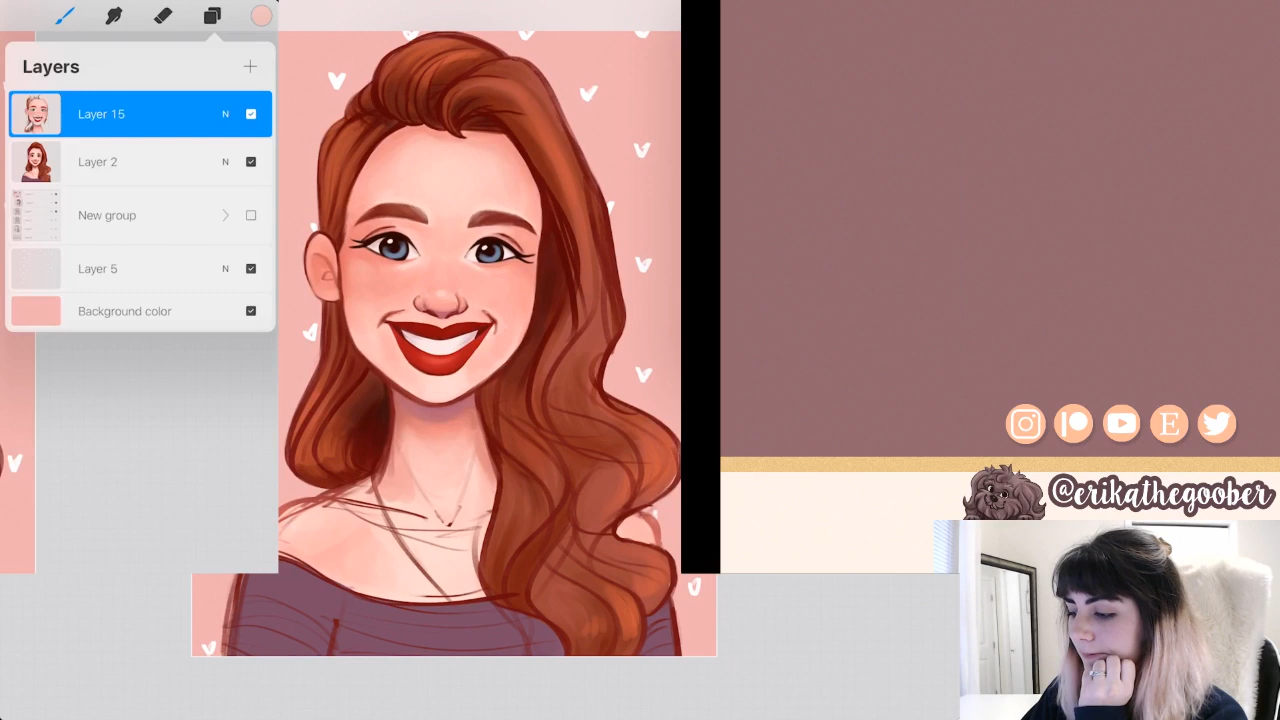 Layers
Layer 15 N
Layer 2 N
New group
Layer 5 N
Background color
E
@erikathegoober